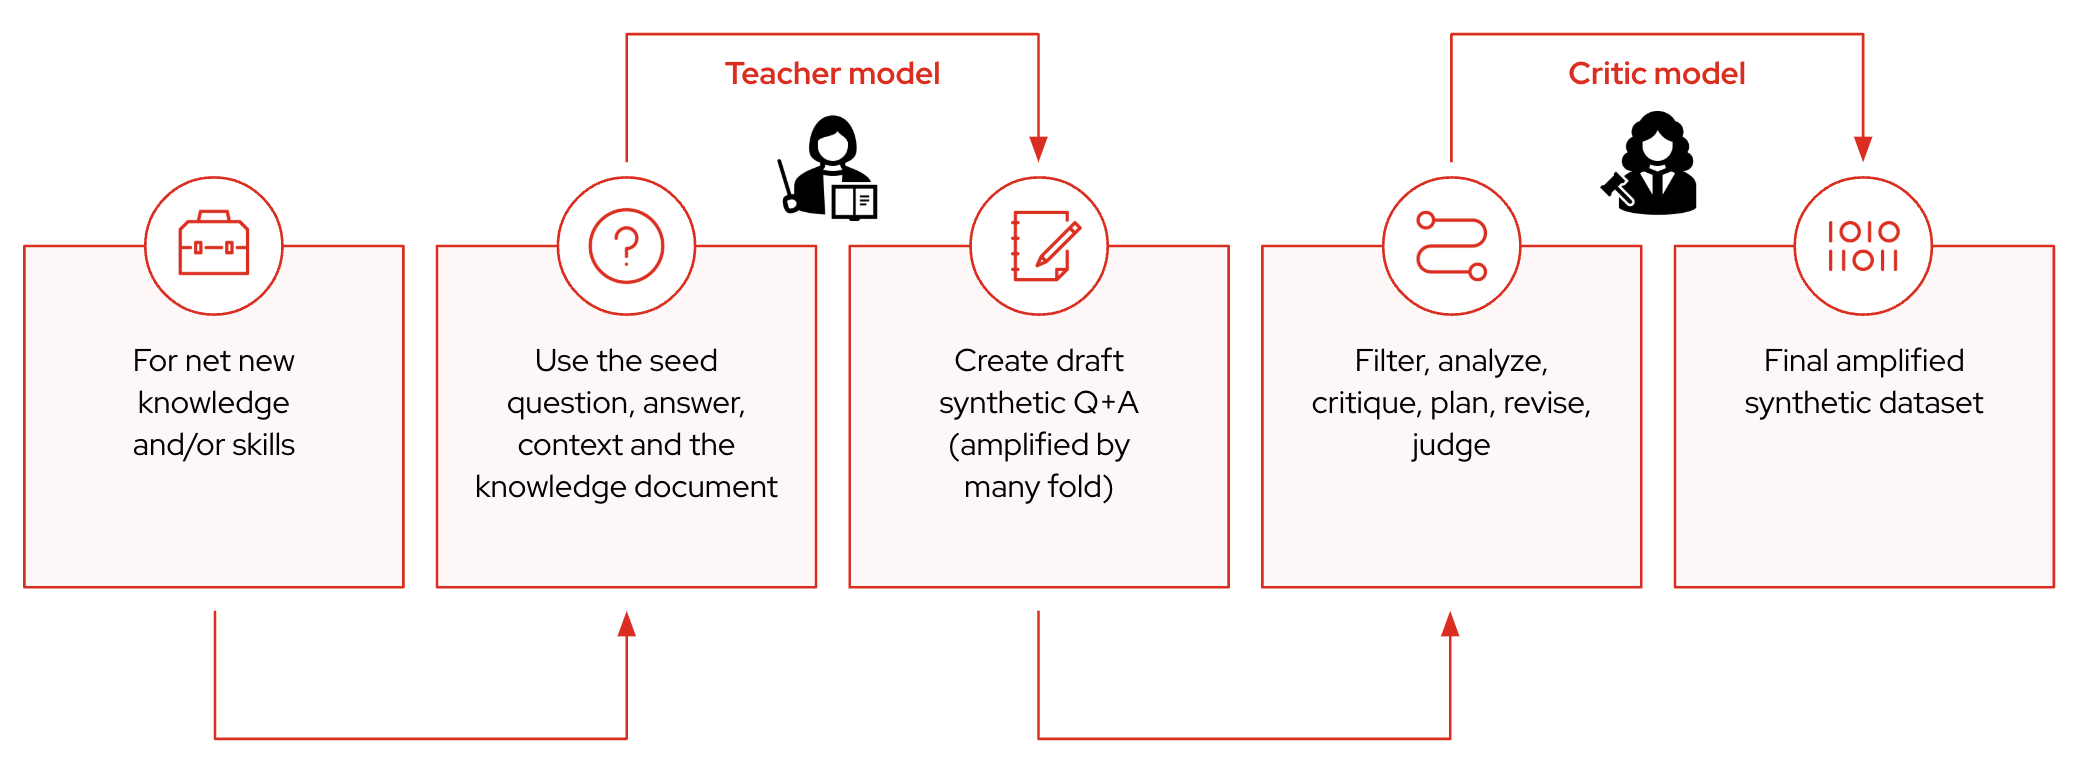 Teacher model
Critic model
1010
11011
For net new
knowledge
and/or skills
Use the seed
question, answer,
context and the
knowledge document
Create draft
synthetic Q+A
(amplified by
many fold)
Filter, analyze,
critique, plan, revise,
judge
Final amplified
synthetic dataset